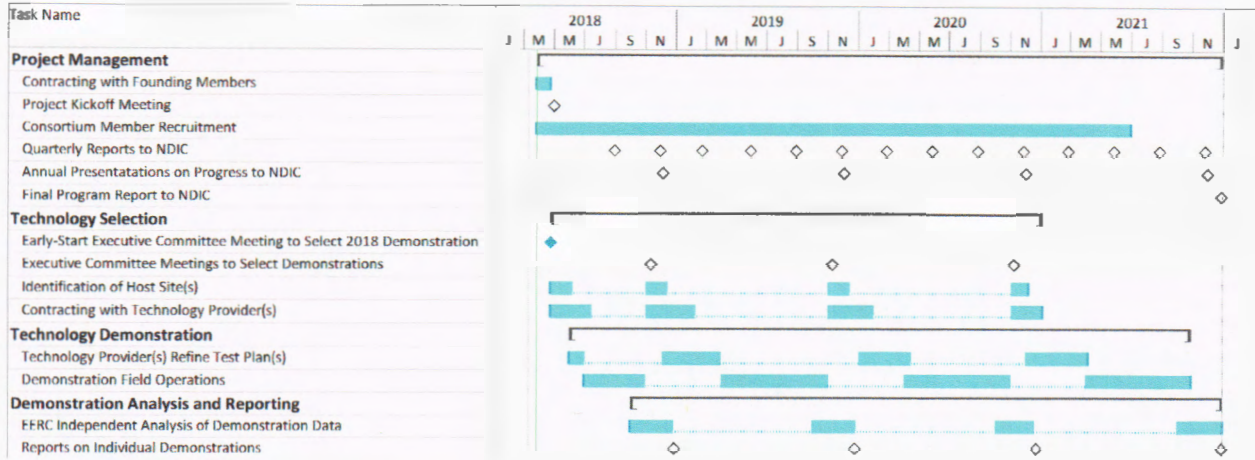 Task Name
2018 2019 2020 2021
J M M J S N J M M J S N J M M J S N J M M J S N J
Project Management
Contracting with Founding Members
Project Kickoff Meeting
Consortium Member Recruitment
Quarterly Reports to NDIC
Annual Presentatations on Progress to NDIC
Final Program Report to NDIC
Technology Selection
Early-Start Executive Committee Meeting to Select 2018 Demonstration
Executive Committee Meetings to Select Demonstrations
Identification of Host Site(s)
Contracting with Technology Provider(s)
Technology Demonstration
Technology Provider(s) Refine Test Plan(s)
Demonstration Field Operations
Demonstration Analysis and Reporting
EERC Independent Analysis of Demonstration Data
Reports on Individual Demonstrations